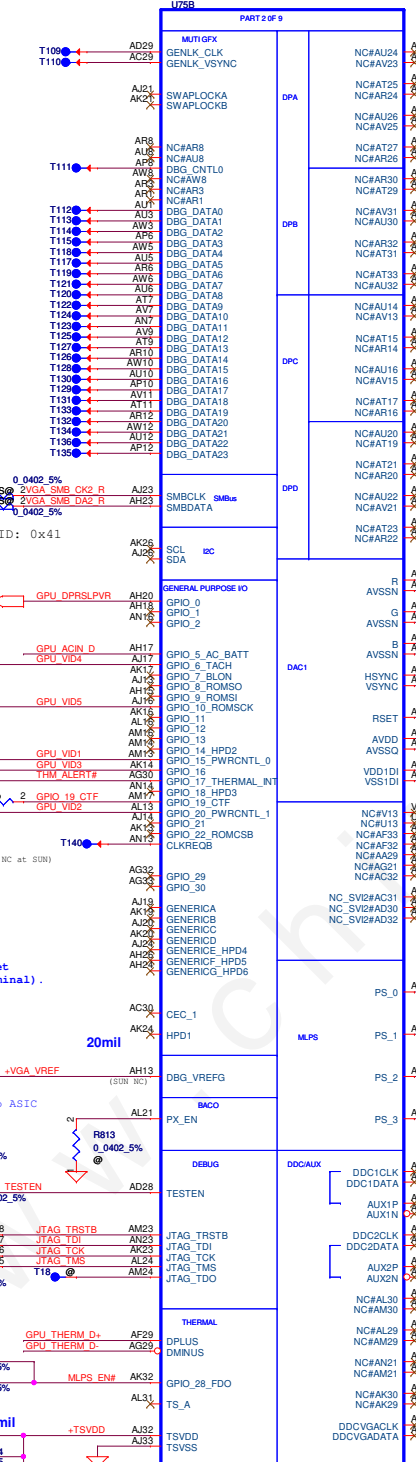 U75B
PART 2 OF 9
MUTI GFX
T109 AD29 GENLK_CLK NC#AU24
T110 AC29 GENLK_VSYNC NC#AV23
DPA
NC#AT25
AJ21 SWAPLOCKA NC#AR24
AK21 SWAPLOCKB
NC#AU26
NC#AV25
AR8 NC#AR8 NC#AT27
AU8 NC#AU8 NC#AR26
T111 AP8 DBG_CNTL0
AW8 NC#AW8 NC#AR30
AR3 NC#AR3 NC#AT29
AR1 NC#AR1
T112 AU1 DBG_DATA0 NC#AV31
T113 AU3 DBG_DATA1 NC#AU30
T114 AW3 DBG_DATA2 DPB
T115 AP6 DBG_DATA3 NC#AR32
T118 AW5 DBG_DATA4 NC#AT31
T117 AU5 DBG_DATA5
T119 AR6 DBG_DATA6 NC#AT33
T121 AW6 DBG_DATA7 NC#AU32
T120 AU6 DBG_DATA8
T122 AT7 DBG_DATA9 NC#AU14
T124 AV7 DBG_DATA10 NC#AV13
T123 AN7 DBG_DATA11
T125 AV9 DBG_DATA12 NC#AT15
T127 AT9 DBG_DATA13 NC#AR14
T126 AR10 DBG_DATA14 DPC
T128 AW10 DBG_DATA15 NC#AU16
T130 AU10 DBG_DATA16 NC#AV15
T129 AP10 DBG_DATA17
T131 AV11 DBG_DATA18 NC#AT17
T133 AT11 DBG_DATA19 NC#AR16
T132 AR12 DBG_DATA20
T134 AW12 DBG_DATA21 NC#AU20
T136 AU12 DBG_DATA22 NC#AT19
T135 AP12 DBG_DATA23
NC#AT21
NC#AR20
0_0402_5%
DPD
2 VGA_SMB_CK2_R AJ23 SMBCLK SMBus NC#AU22
2 VGA_SMB_DA2_R AH23 SMBDATA NC#AV21
0_0402_5%
NC#AT23
ID: 0x41 NC#AR22
AK26 SCL I2C
AJ26 SDA
R
GENERAL PURPOSE I/O AVSSN
GPU_DPRSLPVR AH20 GPIO_0
AH18 GPIO_1 G
AN16 GPIO_2 AVSSN
B
GPU_ACIN_D AH17 GPIO_5_AC_BATT AVSSN
GPU_VID4 AJ17 GPIO_6_TACH
AK17 GPIO_7_BLON DAC1 HSYNC
AJ13 GPIO_8_ROMSO VSYNC
AH15 GPIO_9_ROMSI
GPU_VID5 AJ16 GPIO_10_ROMSCK
AK16 GPIO_11 RSET
AL16 GPIO_12
AM16 GPIO_13 AVDD
AM14 GPIO_14_HPD2 AVSSQ
GPU_VID1 AM13 GPIO_15_PWRCNTL_0
GPU_VID3 AK14 GPIO_16 VDD1DI
THM_ALERT# AG30 GPIO_17_THERMAL_INT VSS1DI
AN14 GPIO_18_HPD3
2 GPIO_19_CTF AM17 GPIO_19_CTF
GPU_VID2 AL13 GPIO_20_PWRCNTL_1 NC#V13
AJ14 GPIO_21 NC#U13
AK13 GPIO_22_ROMCSB NC#AF33
T140 AN13 CLKREQB NC#AF32
NC#AA29
NC at SUN) NC#AG21
AG32 GPIO_29 NC#AC32
AG33 GPIO_30
NC_SVI2#AC31
AJ19 GENERICA NC_SVI2#AD30
AK19 GENERICB NC_SVI2#AD32
AJ20 GENERICC
AK20 GENERICD
AJ24 GENERICE_HPD4
AH26 GENERICF_HPD5
AH24 GENERICG_HPD6
minal).
PS_0
AC30 CEC_1
20mil AK24 HPD1 MLPS PS_1
+VGA_VREF AH13 DBG_VREFG PS_2
(SUN NC)
ASIC BACO
AL21 PX_EN PS_3
2
R813
0_0402_5%
@
1
DEBUG DDC/AUX
DDC1CLK
TESTEN AD28 TESTEN DDC1DATA
AUX1P
AUX1N
JTAG_TRSTB AM23 JTAG_TRSTB DDC2CLK
JTAG_TDI AN23 JTAG_TDI DDC2DATA
JTAG_TCK AK23 JTAG_TCK
JTAG_TMS AL24 JTAG_TMS AUX2P
T18 @ AM24 JTAG_TDO AUX2N
NC#AL30
NC#AM30
THERMAL
NC#AL29
GPU_THERM_D+ AF29 DPLUS NC#AM29
GPU_THERM_D- AG29 DMINUS
NC#AN21
NC#AM21
MLPS_EN# AK32 GPIO_28_FDO
NC#AK30
AL31 TS_A NC#AK29
+TSVDD AJ32 TSVDD DDCVGACLK
AJ33 TSVSS DDCVGADATA